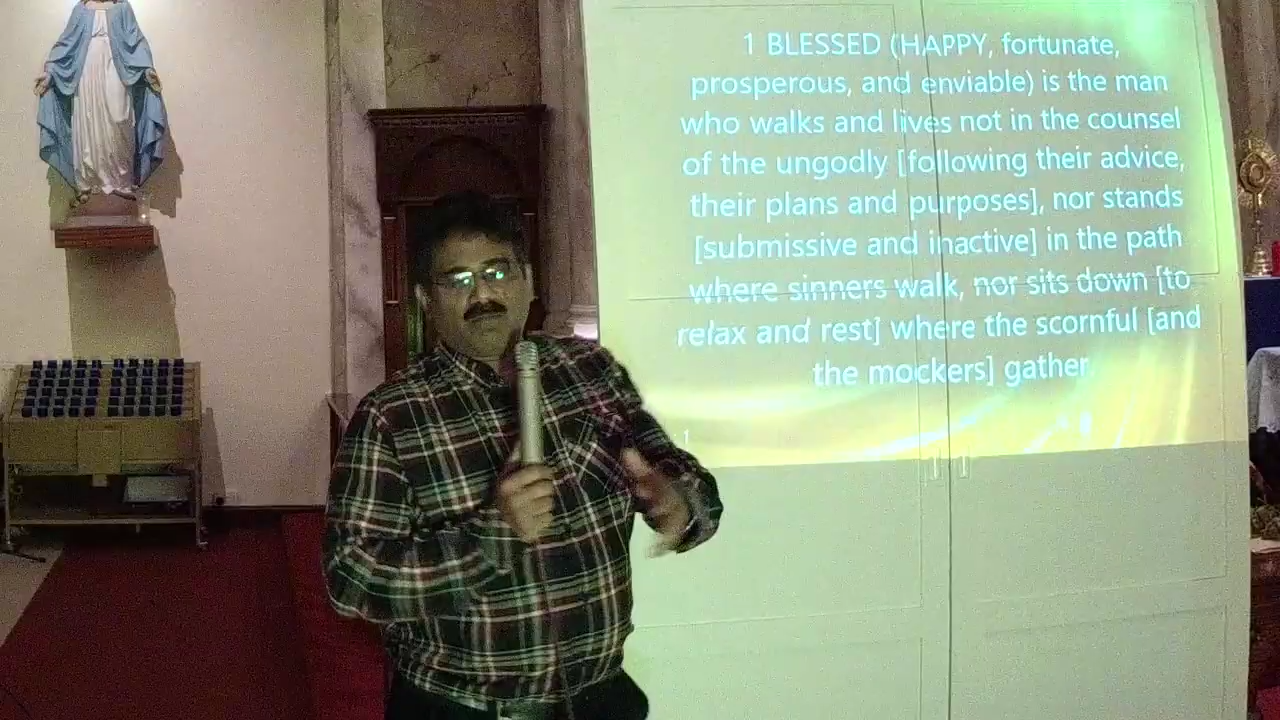 1 BLESSED (HAPPY, fortunate,
prosperous, and enviable) is the man
who walks and lives not in the counsel
of the ungodly [following their advice,
their plans and purposes], nor stands
[submissive and inactive] in the path
where sinners walk, nor sits down [to
relax and rest] where the scornful [and
the mockers] gather
1